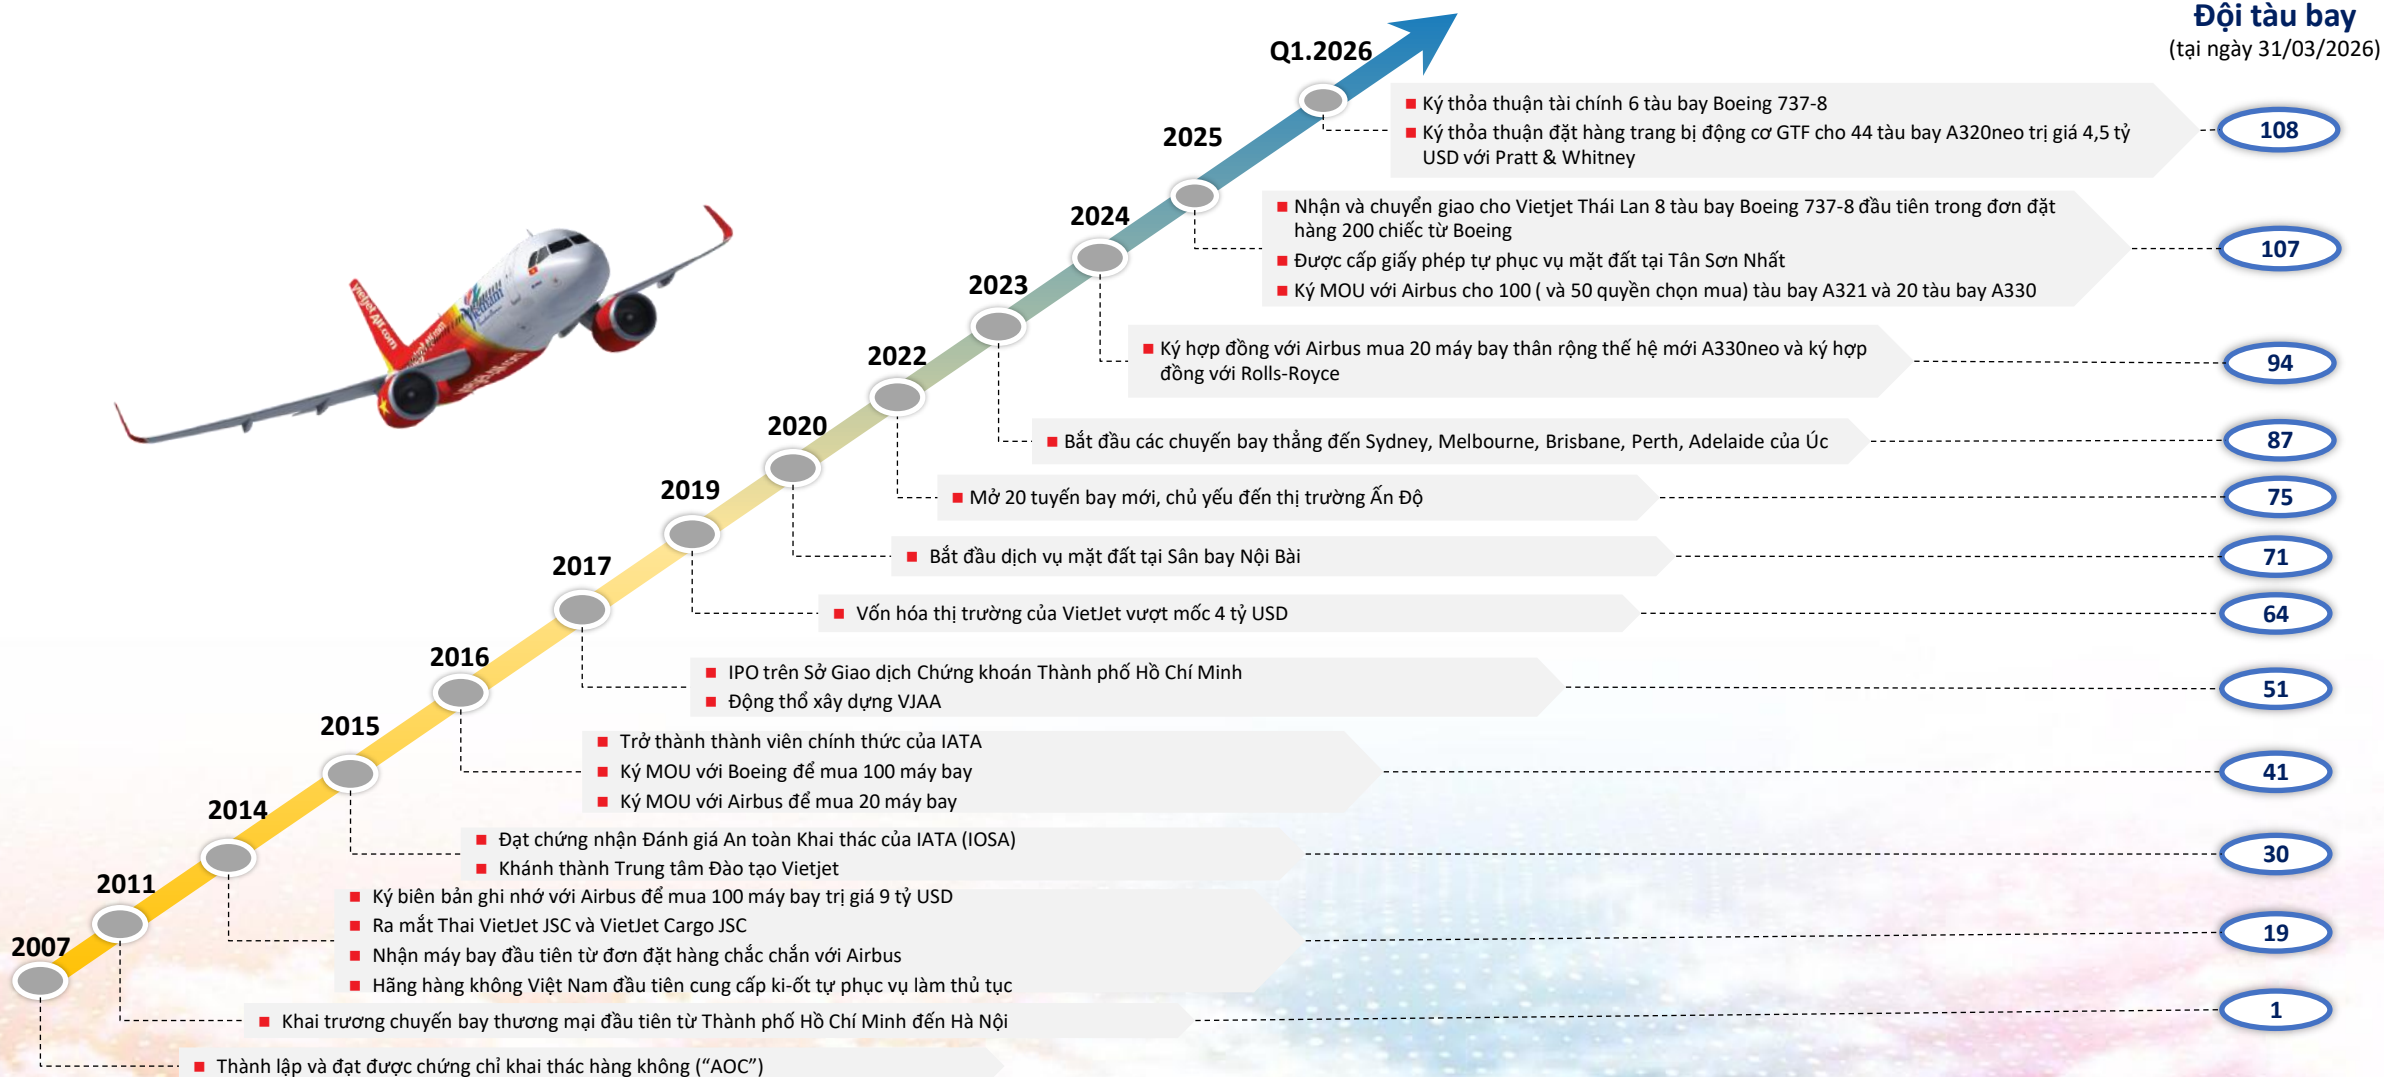 Đội tàu bay
(tại ngày 31/03/2026)
Q1.2026
Ký thỏa thuận tài chính 6 tàu bay Boeing 737-8
Ký thỏa thuận đặt hàng trang bị động cơ GTF cho 44 tàu bay A320neo trị giá 4,5 tỷ
USD với Pratt & Whitney
108
2025
Nhận và chuyển giao cho Vietjet Thái Lan 8 tàu bay Boeing 737-8 đầu tiên trong đơn đặt
hàng 200 chiếc từ Boeing
Được cấp giấy phép tự phục vụ mặt đất tại Tân Sơn Nhất
Ký MOU với Airbus cho 100 ( và 50 quyền chọn mua) tàu bay A321 và 20 tàu bay A330
107
2024
Ký hợp đồng với Airbus mua 20 máy bay thân rộng thế hệ mới A330neo và ký hợp
đồng với Rolls-Royce
94
2023
Bắt đầu các chuyến bay thẳng đến Sydney, Melbourne, Brisbane, Perth, Adelaide của Úc
87
2022
Mở 20 tuyến bay mới, chủ yếu đến thị trường Ấn Độ
75
2020
Bắt đầu dịch vụ mặt đất tại Sân bay Nội Bài
71
2019
Vốn hóa thị trường của VietJet vượt mốc 4 tỷ USD
64
2017
IPO trên Sở Giao dịch Chứng khoán Thành phố Hồ Chí Minh
Động thổ xây dựng VJAA
51
2016
Trở thành thành viên chính thức của IATA
Ký MOU với Boeing để mua 100 máy bay
Ký MOU với Airbus để mua 20 máy bay
41
2015
Đạt chứng nhận Đánh giá An toàn Khai thác của IATA (IOSA)
Khánh thành Trung tâm Đào tạo Vietjet
30
2014
Ký biên bản ghi nhớ với Airbus để mua 100 máy bay trị giá 9 tỷ USD
Ra mắt Thai VietJet JSC và VietJet Cargo JSC
Nhận máy bay đầu tiên từ đơn đặt hàng chắc chắn với Airbus
Hãng hàng không Việt Nam đầu tiên cung cấp ki-ốt tự phục vụ làm thủ tục
19
2011
Khai trương chuyến bay thương mại đầu tiên từ Thành phố Hồ Chí Minh đến Hà Nội
1
2007
Thành lập và đạt được chứng chỉ khai thác hàng không (“AOC”)
vietjetAir.com
Vietnam